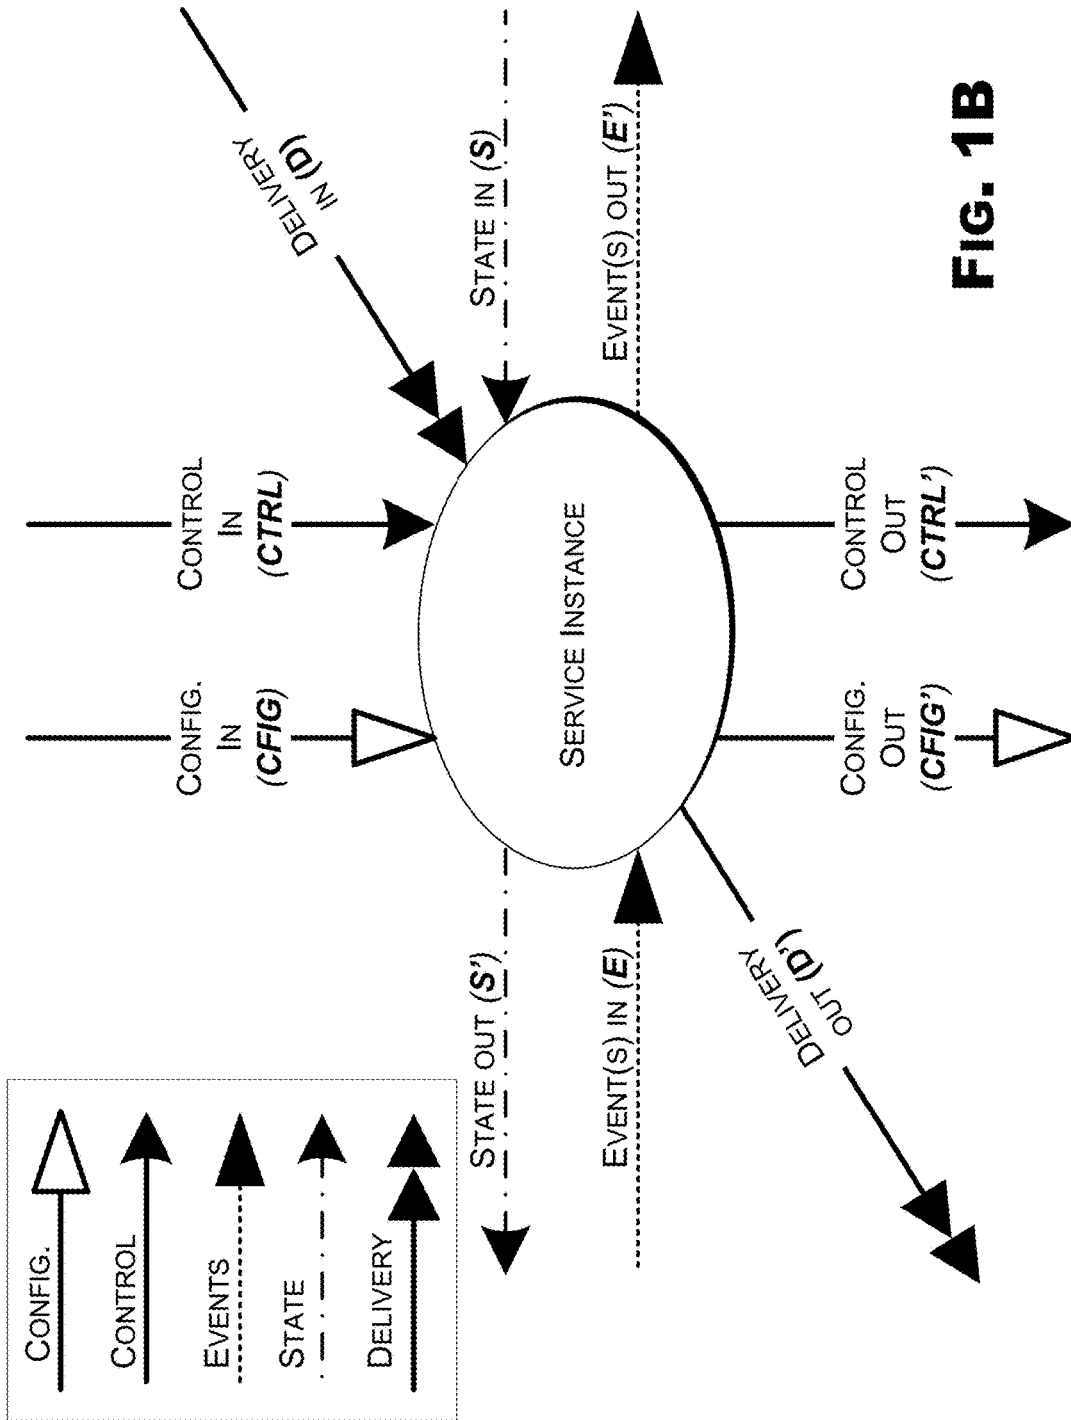 CONFIG.
CONTROL
EVENTS
STATE
DELIVERY
CONFIG.
IN
(CFIG)
CONTROL
IN
(CTRL)
DELIVERY
IN (D)
STATE OUT (S')
STATE IN (S)
SERVICE INSTANCE
EVENT(S) IN (E)
EVENT(S) OUT (E')
DELIVERY
OUT (D')
CONFIG.
OUT
(CFIG')
CONTROL
OUT
(CTRL')
FIG. 1B